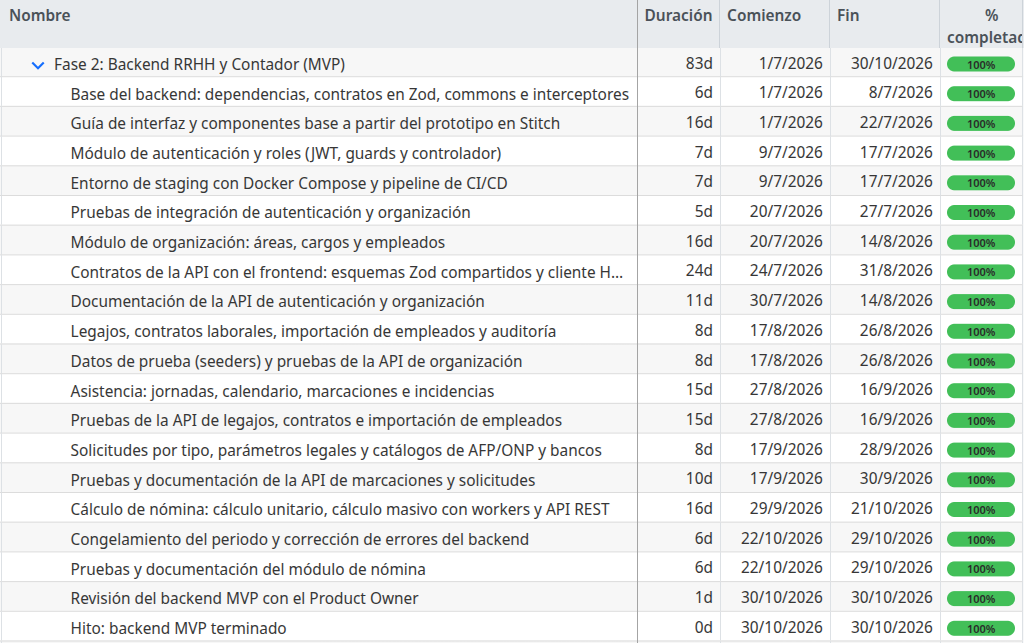 Nombre Duración Comienzo Fin % completad
Fase 2: Backend RRHH y Contador (MVP) 83d 1/7/2026 30/10/2026 100%
Base del backend: dependencias, contratos en Zod, commons e interceptores 6d 1/7/2026 8/7/2026 100%
Guía de interfaz y componentes base a partir del prototipo en Stitch 16d 1/7/2026 22/7/2026 100%
Módulo de autenticación y roles (JWT, guards y controlador) 7d 9/7/2026 17/7/2026 100%
Entorno de staging con Docker Compose y pipeline de CI/CD 7d 9/7/2026 17/7/2026 100%
Pruebas de integración de autenticación y organización 5d 20/7/2026 27/7/2026 100%
Módulo de organización: áreas, cargos y empleados 16d 20/7/2026 14/8/2026 100%
Contratos de la API con el frontend: esquemas Zod compartidos y cliente H... 24d 24/7/2026 31/8/2026 100%
Documentación de la API de autenticación y organización 11d 30/7/2026 14/8/2026 100%
Legajos, contratos laborales, importación de empleados y auditoría 8d 17/8/2026 26/8/2026 100%
Datos de prueba (seeders) y pruebas de la API de organización 8d 17/8/2026 26/8/2026 100%
Asistencia: jornadas, calendario, marcaciones e incidencias 15d 27/8/2026 16/9/2026 100%
Pruebas de la API de legajos, contratos e importación de empleados 15d 27/8/2026 16/9/2026 100%
Solicitudes por tipo, parámetros legales y catálogos de AFP/ONP y bancos 8d 17/9/2026 28/9/2026 100%
Pruebas y documentación de la API de marcaciones y solicitudes 10d 17/9/2026 30/9/2026 100%
Cálculo de nómina: cálculo unitario, cálculo masivo con workers y API REST 16d 29/9/2026 21/10/2026 100%
Congelamiento del periodo y corrección de errores del backend 6d 22/10/2026 29/10/2026 100%
Pruebas y documentación del módulo de nómina 6d 22/10/2026 29/10/2026 100%
Revisión del backend MVP con el Product Owner 1d 30/10/2026 30/10/2026 100%
Hito: backend MVP terminado 0d 30/10/2026 30/10/2026 100%